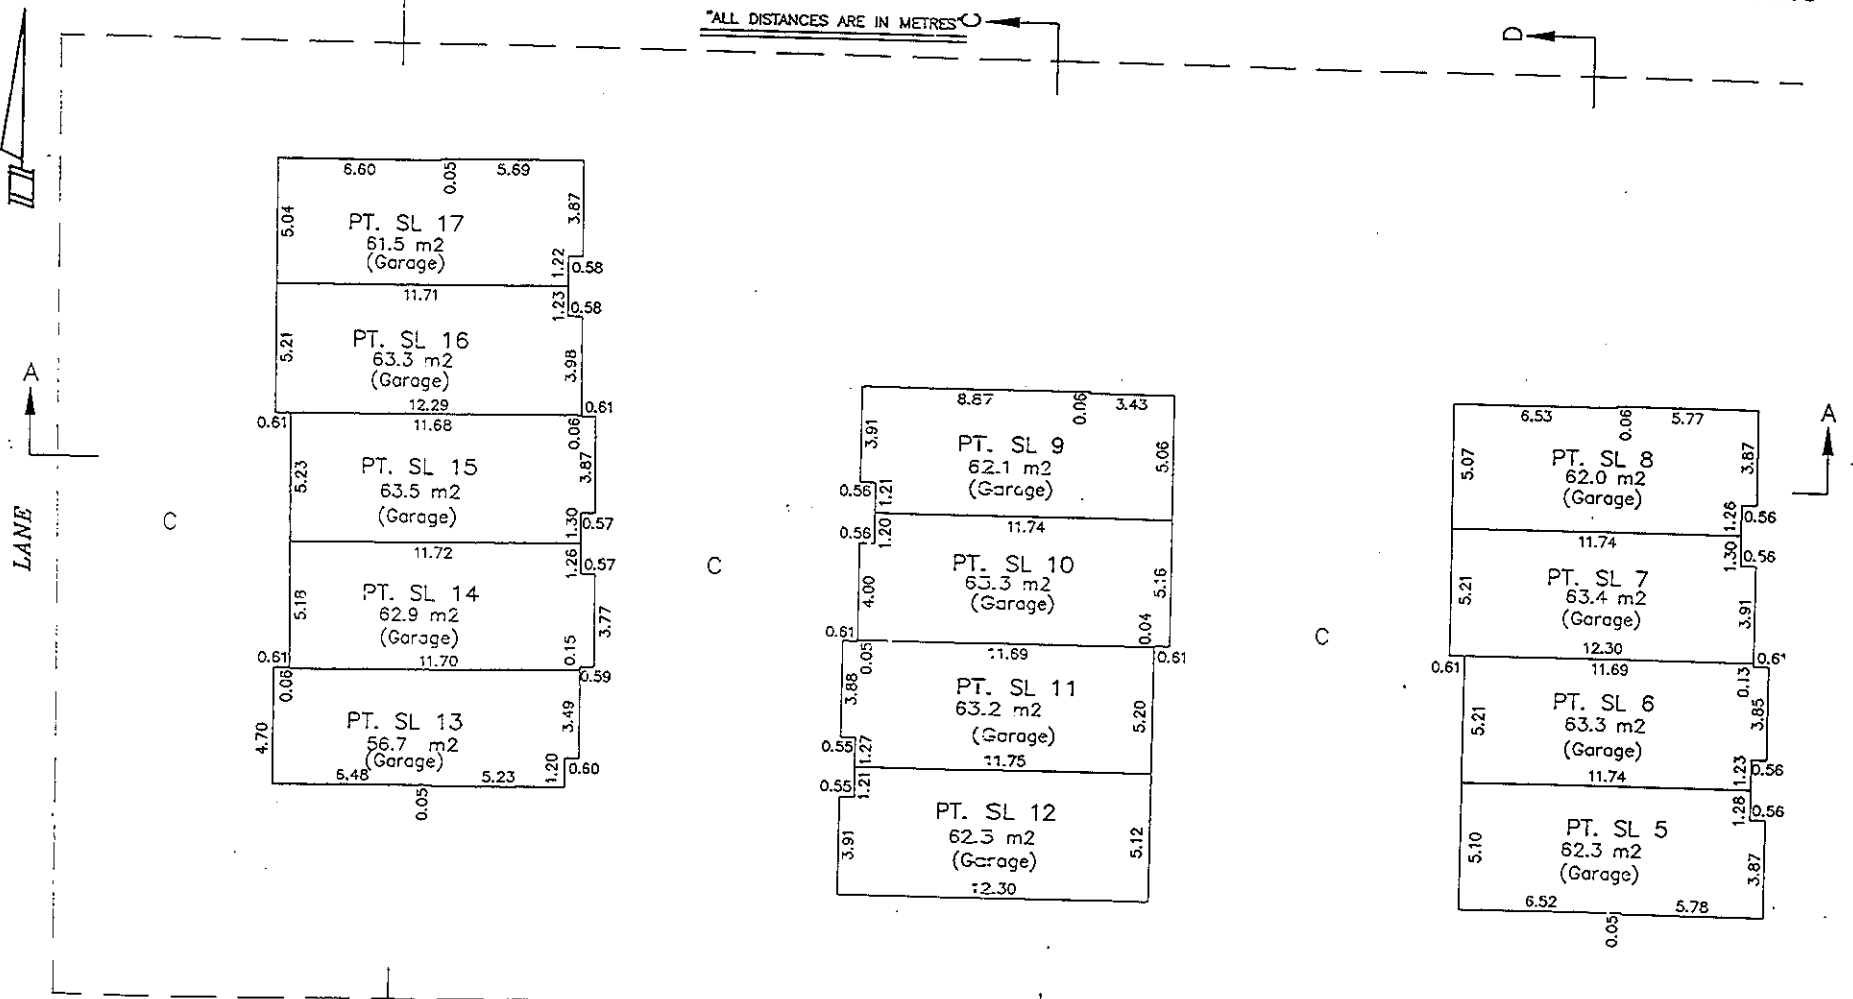 "ALL DISTANCES ARE IN METRES"
C
D
6.60
0.05
5.69
5.04
3.87
PT. SL 17
61.5 m2
(Garage)
1.22
0.58
11.71
1.23
0.58
5.21
PT. SL 16
63.3 m2
(Garage)
3.98
12.29
0.61
0.61
11.68
0.06
5.23
PT. SL 15
63.5 m2
(Garage)
3.87
1.30
0.57
11.72
1.26
0.57
5.18
PT. SL 14
62.9 m2
(Garage)
3.77
0.15
0.61
11.70
0.59
0.06
4.70
PT. SL 13
56.7 m2
(Garage)
3.49
1.20
0.60
6.48
5.23
0.05
A
LANE
C
C
8.87
0.06
3.43
3.91
PT. SL 9
62.1 m2
(Garage)
5.06
0.56
1.21
11.74
0.56
1.20
PT. SL 10
63.3 m2
(Garage)
4.00
5.16
0.04
0.61
0.05
11.69
0.61
3.88
PT. SL 11
63.2 m2
(Garage)
5.20
0.55
1.27
11.75
0.55
1.21
PT. SL 12
62.3 m2
(Garage)
3.91
5.12
12.30
C
6.53
0.06
5.77
5.07
PT. SL 8
62.0 m2
(Garage)
3.87
1.26
0.56
11.74
1.30
0.56
5.21
PT. SL 7
63.4 m2
(Garage)
3.91
12.30
0.61
0.61
11.69
0.13
5.21
PT. SL 6
63.3 m2
(Garage)
3.85
11.74
1.23
0.56
1.28
0.56
5.10
PT. SL 5
62.3 m2
(Garage)
3.87
6.52
5.78
0.05
A